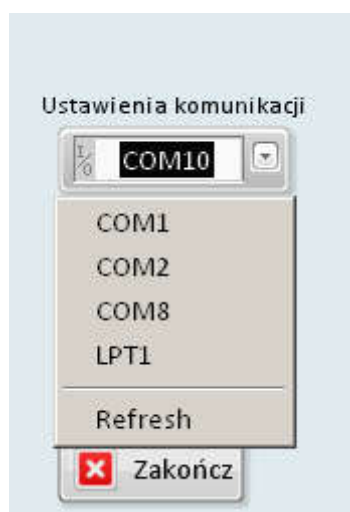 Ustawienia komunikacji
I/O COM10
COM1
COM2
COM8
LPT1
Refresh
Zakończ